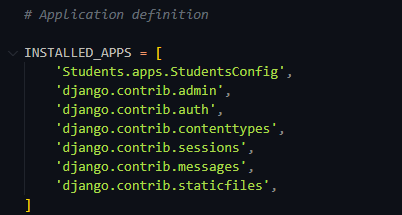 # Application definition
INSTALLED_APPS = [
'Students.apps.StudentsConfig',
'django.contrib.admin',
'django.contrib.auth',
'django.contrib.contenttypes',
'django.contrib.sessions',
'django.contrib.messages',
'django.contrib.staticfiles',
]